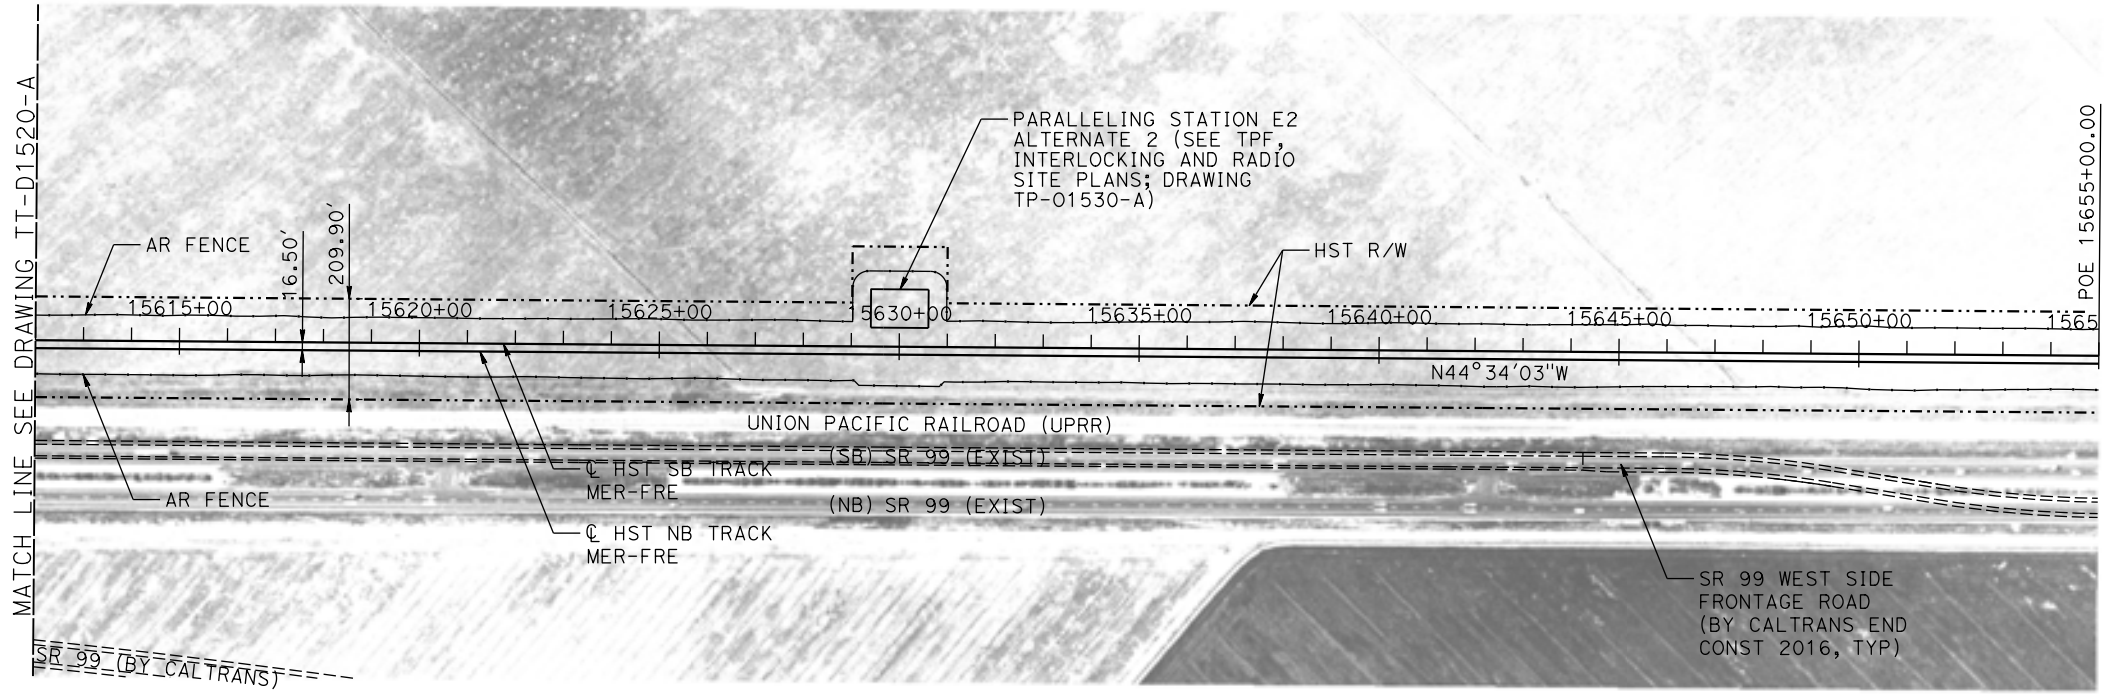 MATCH LINE SEE DRAWING TT-D1520-A
PARALLELING STATION E2
ALTERNATE 2 (SEE TPF,
INTERLOCKING AND RADIO
SITE PLANS; DRAWING
TP-O1530-A)
POE 15655+00.00
AR FENCE
16.50'
209.90'
HST R/W
15615+00
15620+00
15625+00
15630+00
15635+00
15640+00
15645+00
15650+00
1565
N44°34'03"W
UNION PACIFIC RAILROAD (UPRR)
(SB) SR 99 (EXIST)
℄ HST SB TRACK
MER-FRE
AR FENCE
(NB) SR 99 (EXIST)
℄ HST NB TRACK
MER-FRE
SR 99 WEST SIDE
FRONTAGE ROAD
(BY CALTRANS END
CONST 2016, TYP)
SR 99 (BY CALTRANS)